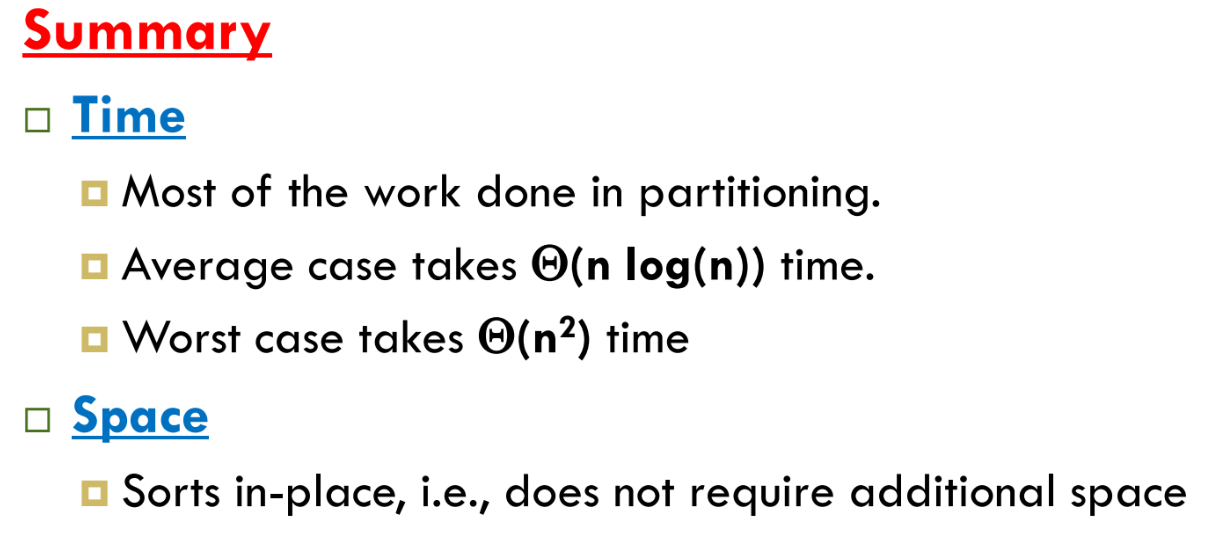 Summary
Time
Most of the work done in partitioning.
Average case takes Θ(n log(n)) time.
Worst case takes Θ(n²) time
Space
Sorts in-place, i.e., does not require additional space